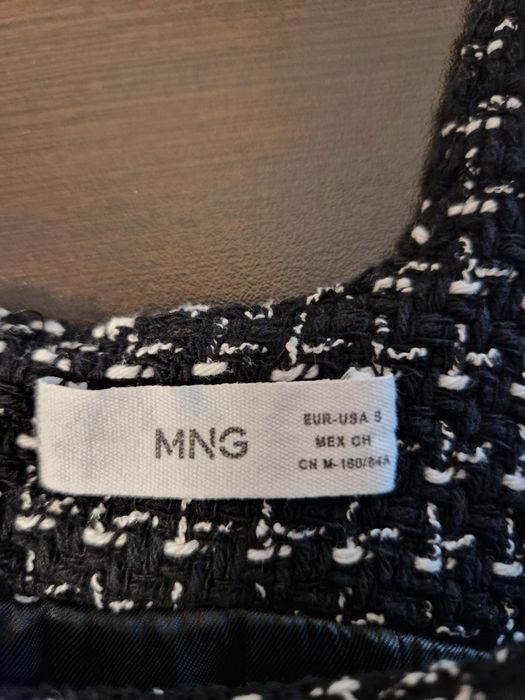 MNG
EUR-USA S
MEX CH
CN M-160/84A